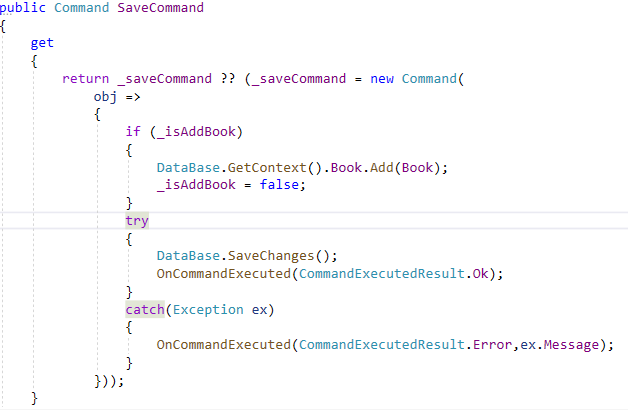 public Command SaveCommand
{
get
{
return _saveCommand ?? (_saveCommand = new Command(
obj =>
{
if (_isAddBook)
{
DataBase.GetContext().Book.Add(Book);
_isAddBook = false;
}
try
{
DataBase.SaveChanges();
OnCommandExecuted(CommandExecutedResult.Ok);
}
catch(Exception ex)
{
OnCommandExecuted(CommandExecutedResult.Error,ex.Message);
}
}));
}